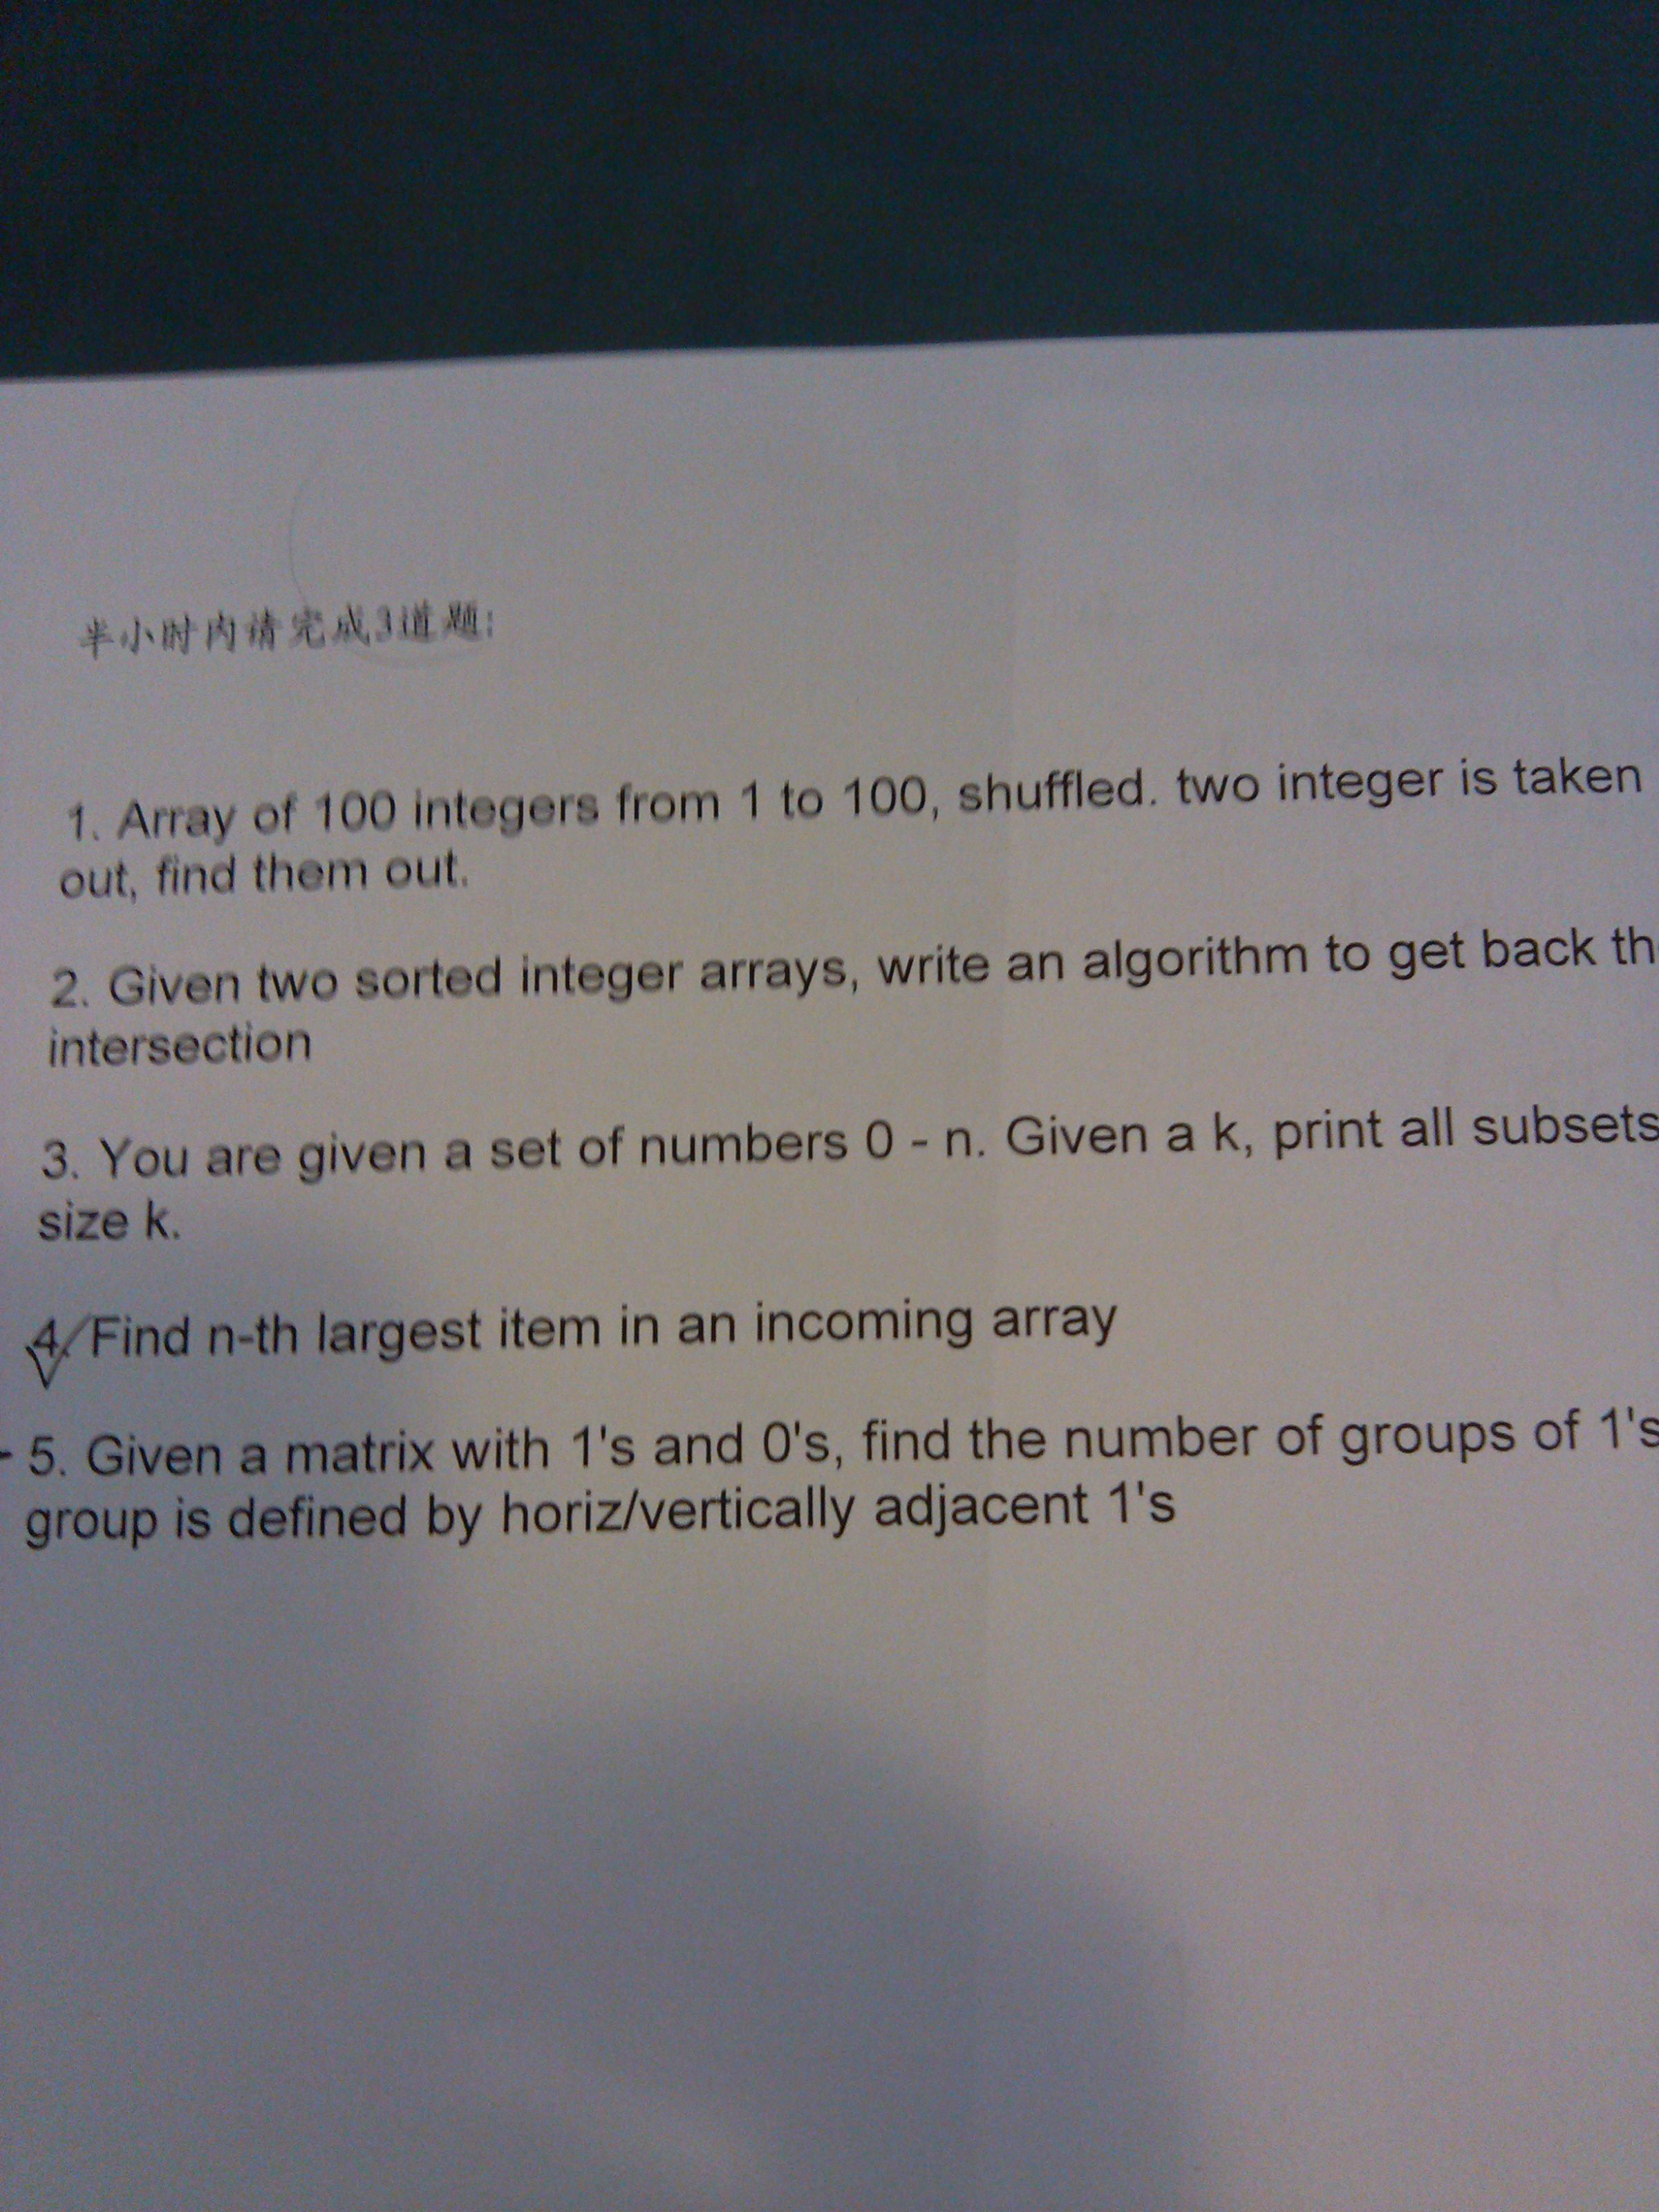 半小时内请完成3道题:
1. Array of 100 integers from 1 to 100, shuffled. two integer is taken
out, find them out.
2. Given two sorted integer arrays, write an algorithm to get back th
intersection
3. You are given a set of numbers 0 - n. Given a k, print all subsets
size k.
4. Find n-th largest item in an incoming array
5. Given a matrix with 1's and 0's, find the number of groups of 1's
group is defined by horiz/vertically adjacent 1's